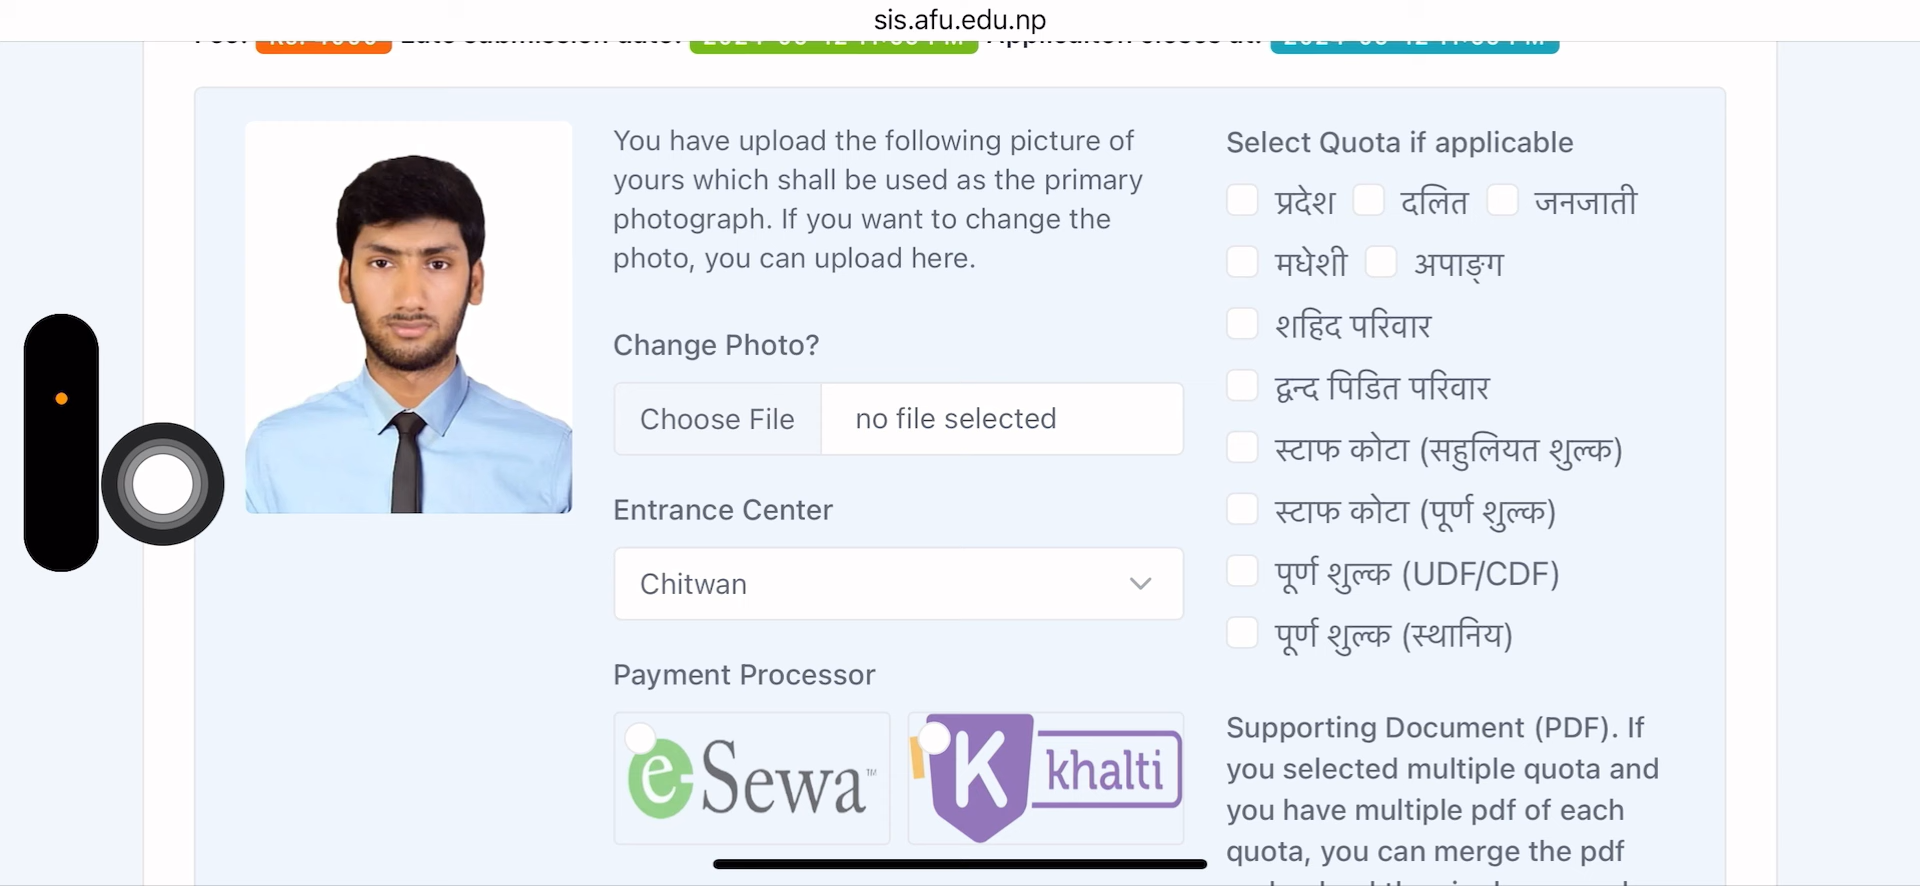 sis.afu.edu.np
You have upload the following picture of
yours which shall be used as the primary
photograph. If you want to change the
photo, you can upload here.
Change Photo?
Choose File no file selected
Entrance Center
Chitwan
Payment Processor
eSewa™
K khalti
Select Quota if applicable
प्रदेश दलित जनजाती
मधेशी अपाङ्ग
शहिद परिवार
द्वन्द पिडित परिवार
स्टाफ कोटा (सहुलियत शुल्क)
स्टाफ कोटा (पूर्ण शुल्क)
पूर्ण शुल्क (UDF/CDF)
पूर्ण शुल्क (स्थानिय)
Supporting Document (PDF). If
you selected multiple quota and
you have multiple pdf of each
quota, you can merge the pdf